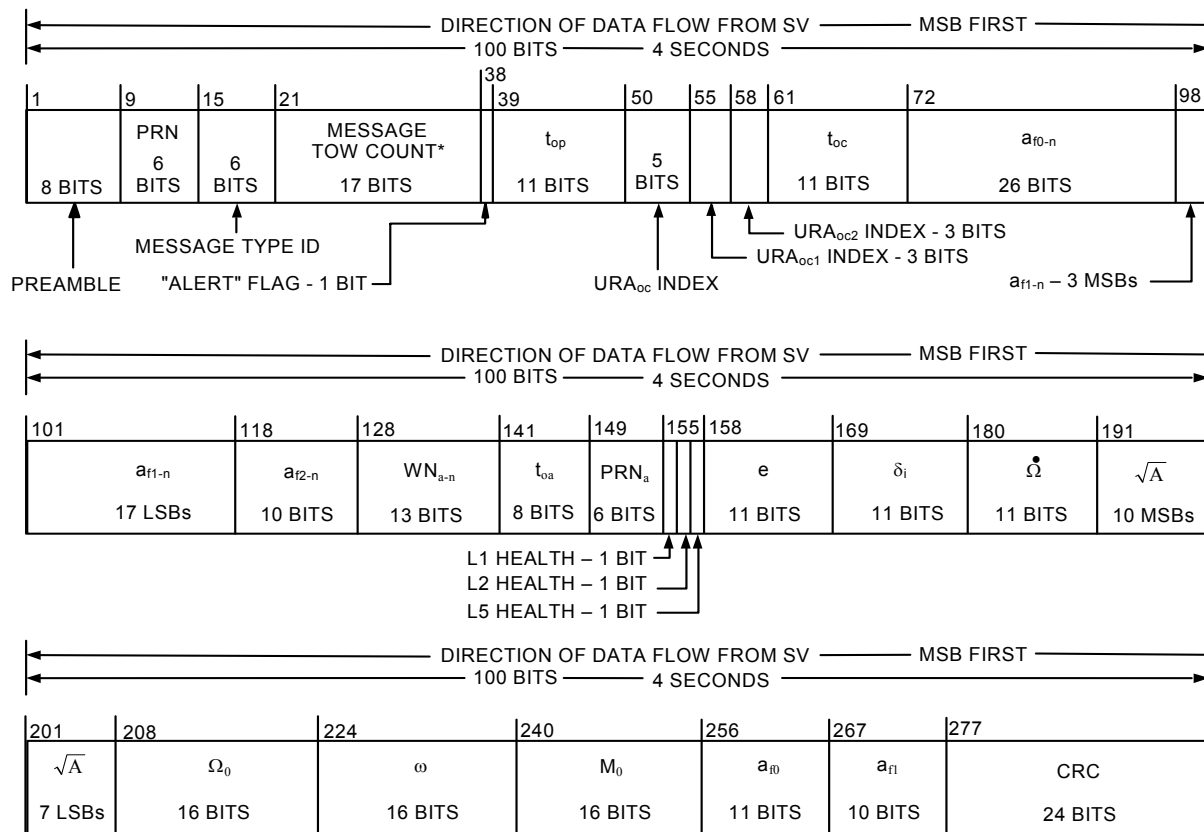 DIRECTION OF DATA FLOW FROM SV MSB FIRST
100 BITS 4 SECONDS
1 9 15 21 38 39 50 55 58 61 72 98
PRN MESSAGE TOW COUNT* t_op t_oc a_f0-n
8 BITS 6 BITS 6 BITS 17 BITS 11 BITS 5 BITS 11 BITS 26 BITS
MESSAGE TYPE ID
URA_oc2 INDEX - 3 BITS
URA_oc1 INDEX - 3 BITS
PREAMBLE "ALERT" FLAG - 1 BIT URA_oc INDEX a_f1-n – 3 MSBs
DIRECTION OF DATA FLOW FROM SV MSB FIRST
100 BITS 4 SECONDS
101 118 128 141 149 155 158 169 180 191
a_f1-n a_f2-n WN_a-n t_oa PRN_a e δ_i Ω̇ √A
17 LSBs 10 BITS 13 BITS 8 BITS 6 BITS 11 BITS 11 BITS 11 BITS 10 MSBs
L1 HEALTH – 1 BIT
L2 HEALTH – 1 BIT
L5 HEALTH – 1 BIT
DIRECTION OF DATA FLOW FROM SV MSB FIRST
100 BITS 4 SECONDS
201 208 224 240 256 267 277
√A Ω_0 ω M_0 a_f0 a_f1 CRC
7 LSBs 16 BITS 16 BITS 16 BITS 11 BITS 10 BITS 24 BITS